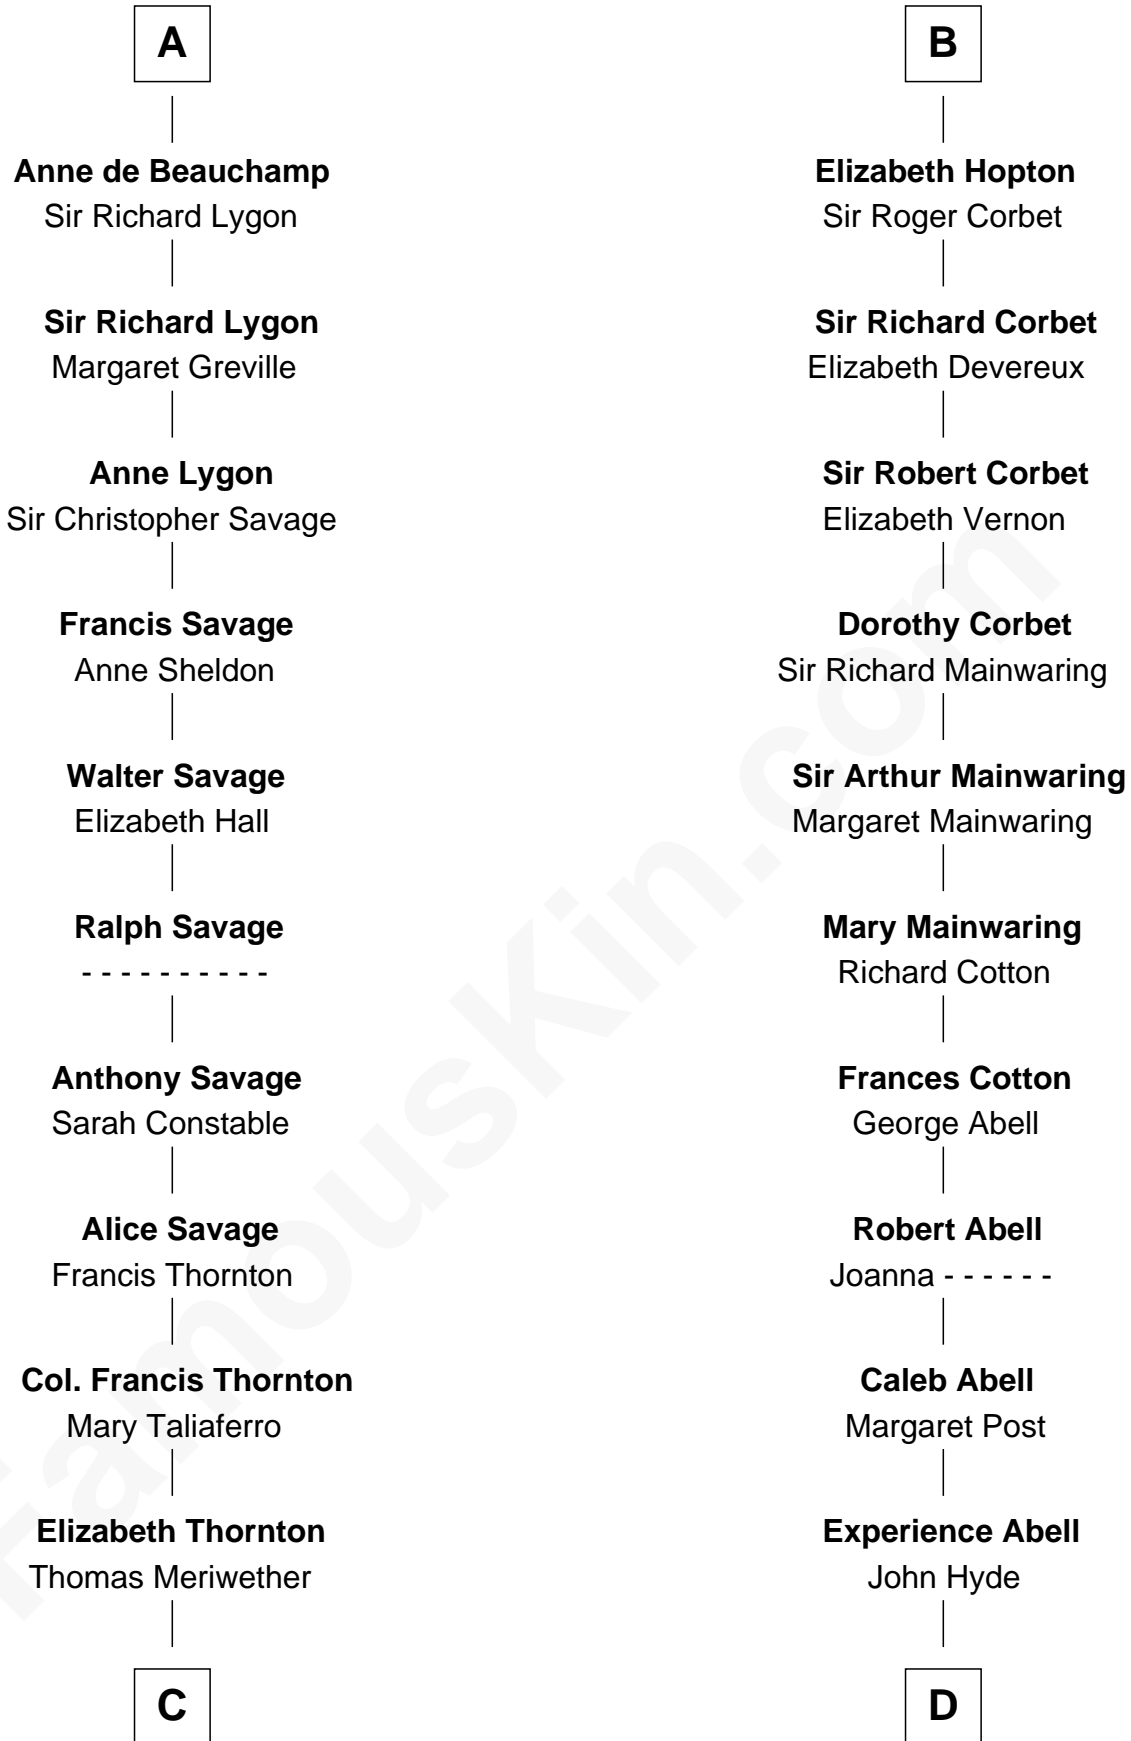 A
Anne de Beauchamp
Sir Richard Lygon
Sir Richard Lygon
Margaret Greville
Anne Lygon
Sir Christopher Savage
Francis Savage
Anne Sheldon
Walter Savage
Elizabeth Hall
Ralph Savage
- - - - - - - - - -
Anthony Savage
Sarah Constable
Alice Savage
Francis Thornton
Col. Francis Thornton
Mary Taliaferro
Elizabeth Thornton
Thomas Meriwether
C
B
Elizabeth Hopton
Sir Roger Corbet
Sir Richard Corbet
Elizabeth Devereux
Sir Robert Corbet
Elizabeth Vernon
Dorothy Corbet
Sir Richard Mainwaring
Sir Arthur Mainwaring
Margaret Mainwaring
Mary Mainwaring
Richard Cotton
Frances Cotton
George Abell
Robert Abell
Joanna - - - - - -
Caleb Abell
Margaret Post
Experience Abell
John Hyde
D
FamousKin.com